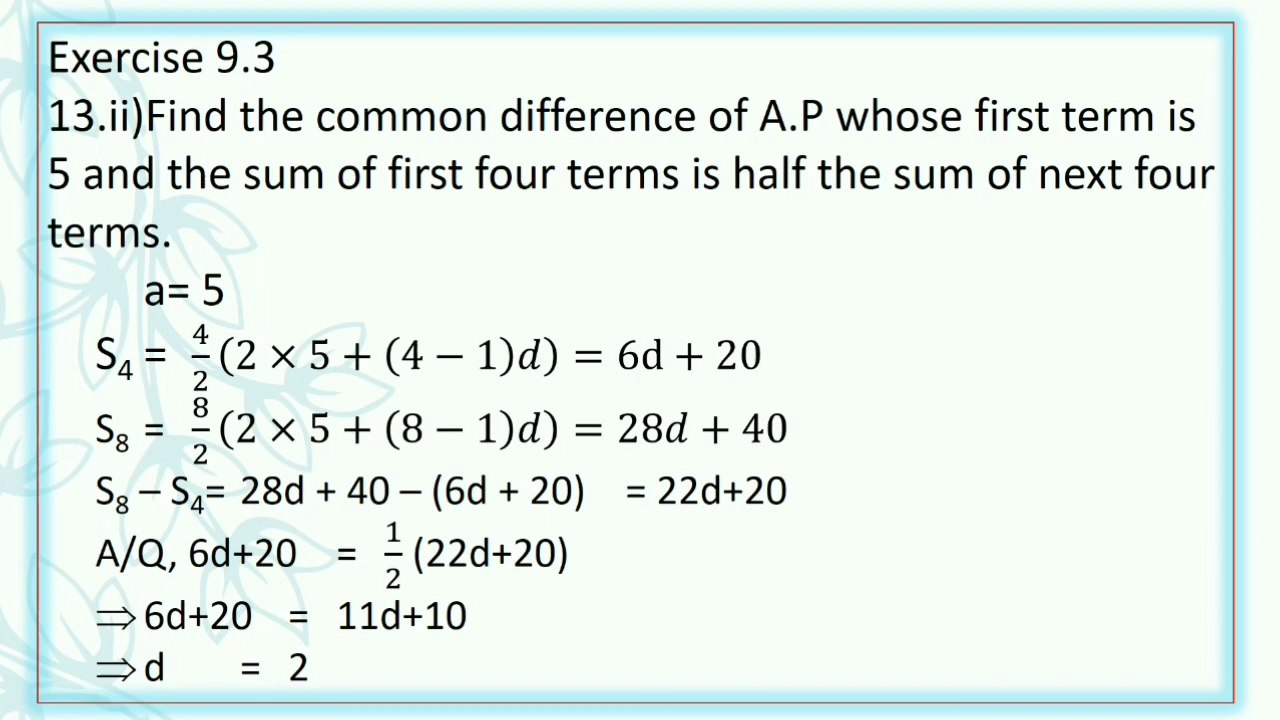 Exercise 9.3
13.ii)Find the common difference of A.P whose first term is
5 and the sum of first four terms is half the sum of next four
terms.
a= 5
S₄ = 4/2 (2 × 5 + (4 − 1)d) = 6d + 20
S₈ = 8/2 (2 × 5 + (8 − 1)d) = 28d + 40
S₈ – S₄= 28d + 40 – (6d + 20) = 22d+20
A/Q, 6d+20 = 1/2 (22d+20)
⇒6d+20 = 11d+10
⇒d = 2